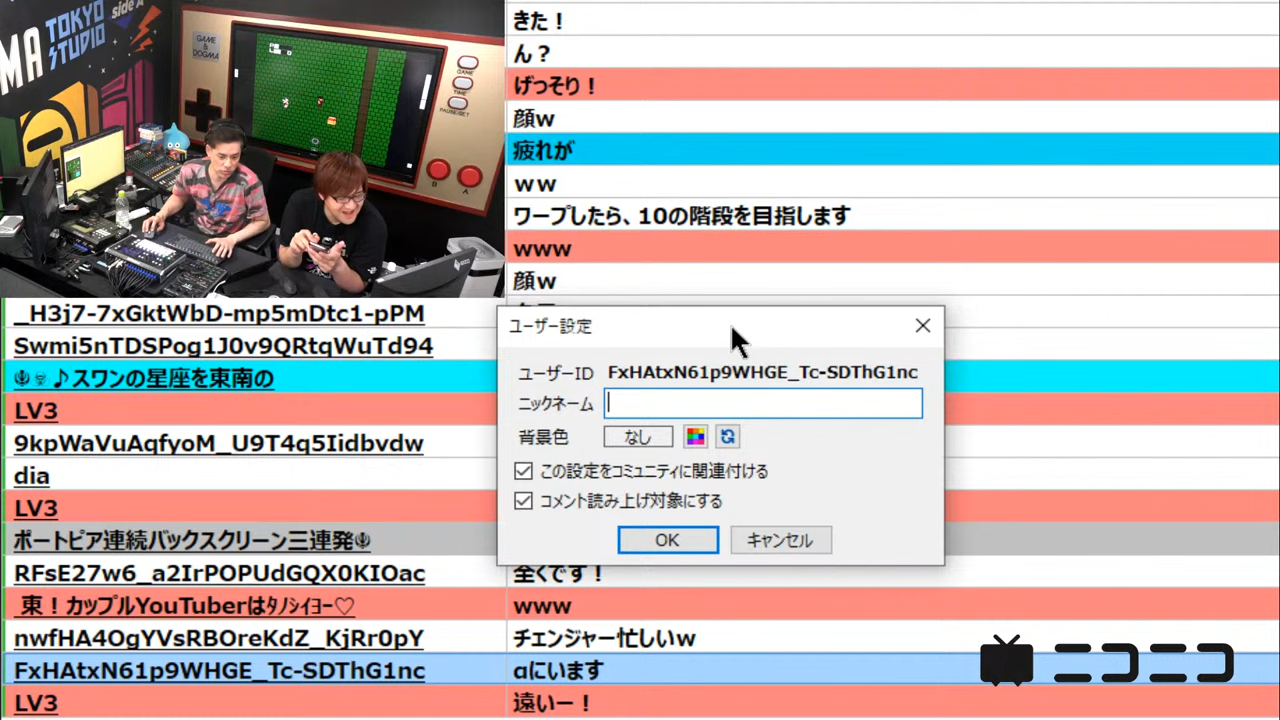 side A
TOKYO
STUDIO
MA
GAME
& DOGMA
GAME
TIME
PAUSE/SET
B
A
きた！
ん？
げっそり！
顔w
疲れが
ｗｗ
ワープしたら、10の階段を目指します
www
顔ｗ
_H3j7-7xGktWbD-mp5mDtc1-pPM
Swmi5nTDSPog1J0v9QRtqWuTd94
♪スワンの星座を東南の
LV3
9kpWaVuAqfyoM_U9T4q5Iidbvdw
dia
LV3
ポートピア連続バックスクリーン三連発☬
RFsE27w6_a2IrPOPUdGQX0KIOac
全くです！
東！カップルYouTuberはﾀﾉｼｲﾖｰ♡
www
nwfHA4OgYVsRBOreKdZ_KjRr0pY
チェンジャー忙しいｗ
FxHAtxN61p9WHGE_Tc-SDThG1nc
αにいます
LV3
遠いー！
ユーザー設定
ユーザーID
FxHAtxN61p9WHGE_Tc-SDThG1nc
ニックネーム
背景色
なし
この設定をコミュニティに関連付ける
コメント読み上げ対象にする
OK
キャンセル
ニコニコ